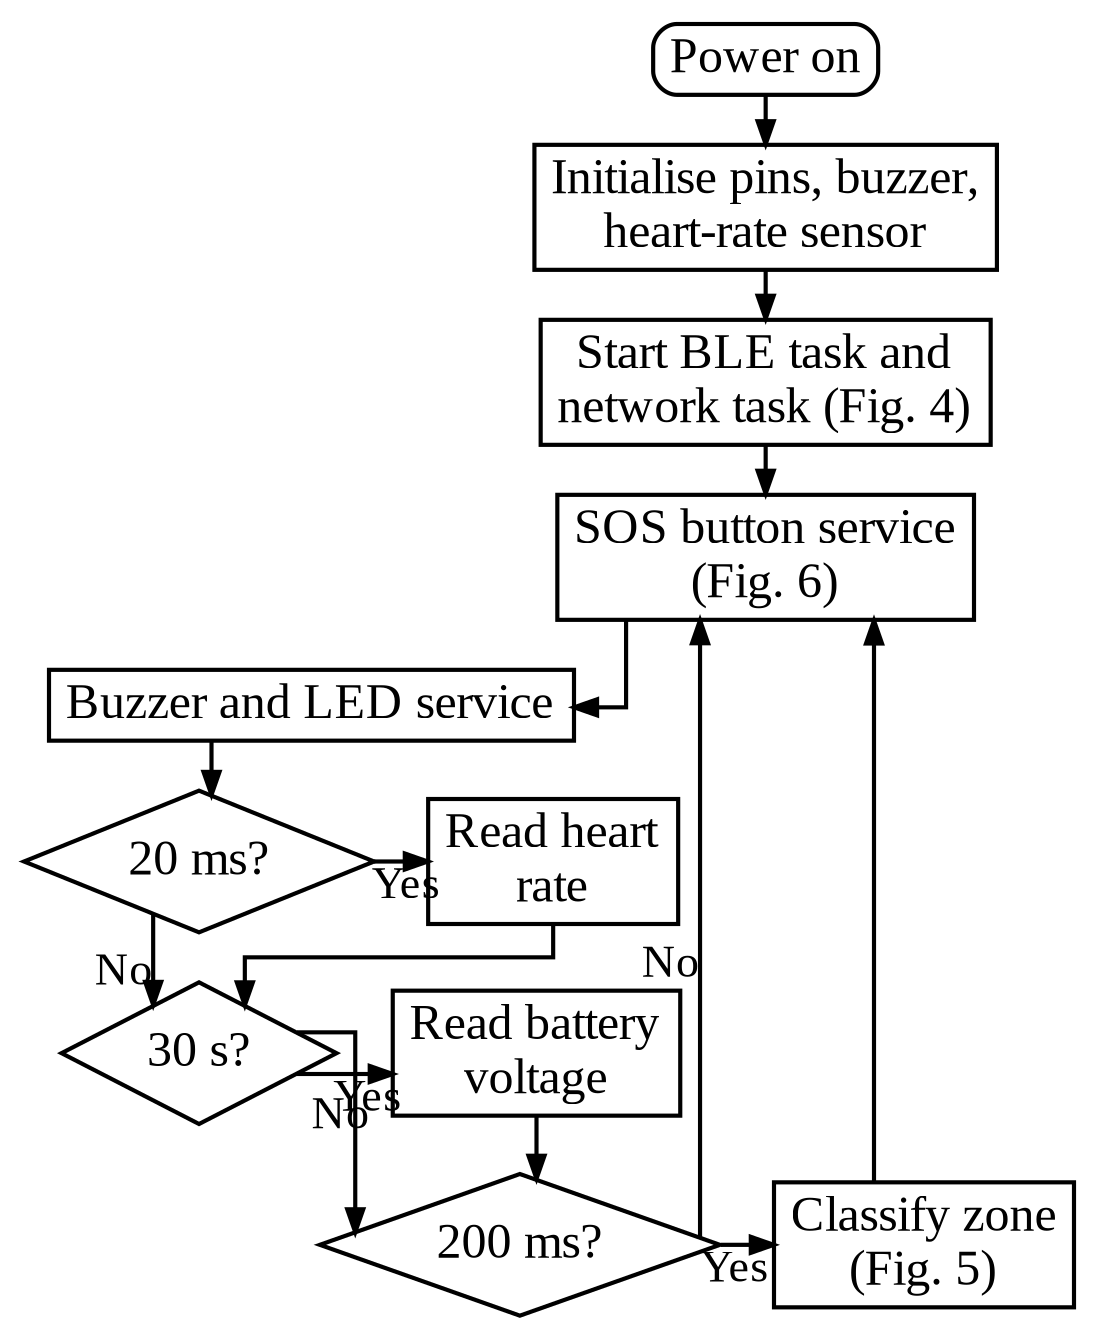 Power on
Initialise pins, buzzer,
heart-rate sensor
Start BLE task and
network task (Fig. 4)
SOS button service
(Fig. 6)
Buzzer and LED service
20 ms?
Yes
Read heart
rate
No
No
30 s?
Yes
No
Read battery
voltage
200 ms?
Yes
Classify zone
(Fig. 5)